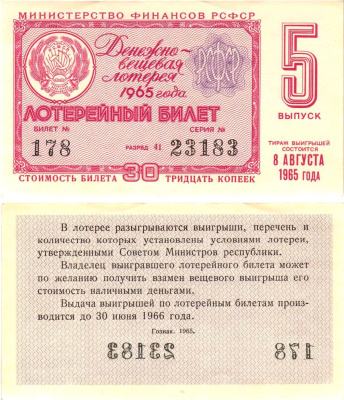 МИНИСТЕРСТВО ФИНАНСОВ РСФСР
Денежно-
вещевая
лотерея
1965 года
РСФСР
ЛОТЕРЕЙНЫЙ БИЛЕТ
БИЛЕТ № СЕРИЯ №
178 РАЗРЯД 41 23183
СТОИМОСТЬ БИЛЕТА 30 ТРИДЦАТЬ КОПЕЕК
5
ВЫПУСК
ТИРАЖ ВЫИГРЫШЕЙ
СОСТОИТСЯ
8 АВГУСТА
1965 ГОДА
В лотерее разыгрываются выигрыши, перечень и
количество которых установлены условиями лотереи,
утвержденными Советом Министров республики.
Владелец выигравшего лотерейного билета может
по желанию получить взамен вещевого выигрыша его
стоимость наличными деньгами.
Выдача выигрышей по лотерейным билетам произ-
водится до 30 июня 1966 года.
Гознак. 1965.
23183 178